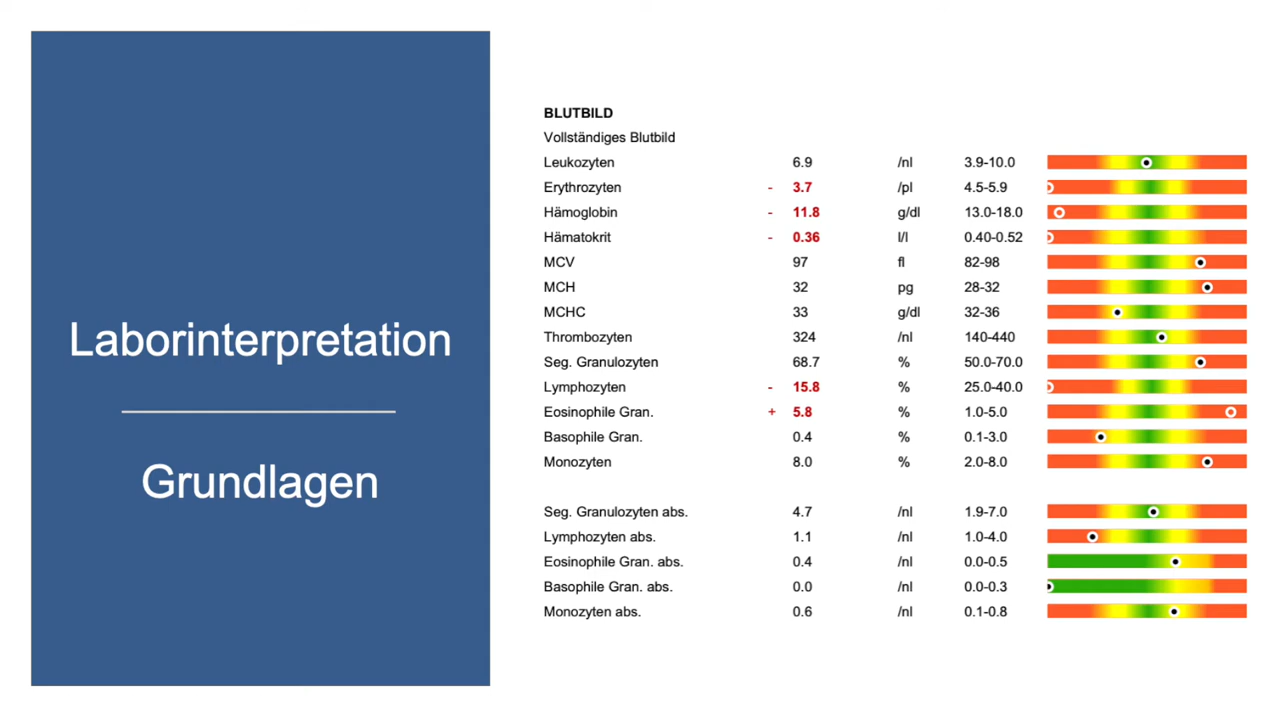 Laborinterpretation
Grundlagen
BLUTBILD
Vollständiges Blutbild
Leukozyten 6.9 /nl 3.9-10.0
Erythrozyten - 3.7 /pl 4.5-5.9
Hämoglobin - 11.8 g/dl 13.0-18.0
Hämatokrit - 0.36 l/l 0.40-0.52
MCV 97 fl 82-98
MCH 32 pg 28-32
MCHC 33 g/dl 32-36
Thrombozyten 324 /nl 140-440
Seg. Granulozyten 68.7 % 50.0-70.0
Lymphozyten - 15.8 % 25.0-40.0
Eosinophile Gran. + 5.8 % 1.0-5.0
Basophile Gran. 0.4 % 0.1-3.0
Monozyten 8.0 % 2.0-8.0
Seg. Granulozyten abs. 4.7 /nl 1.9-7.0
Lymphozyten abs. 1.1 /nl 1.0-4.0
Eosinophile Gran. abs. 0.4 /nl 0.0-0.5
Basophile Gran. abs. 0.0 /nl 0.0-0.3
Monozyten abs. 0.6 /nl 0.1-0.8